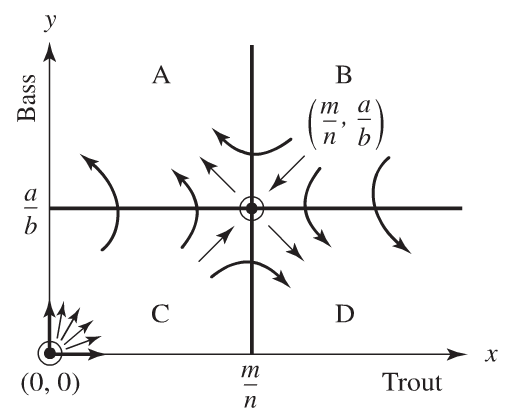 y
Bass
A
B
(m/n, a/b)
a/b
C
D
(0, 0)
m/n
Trout
x